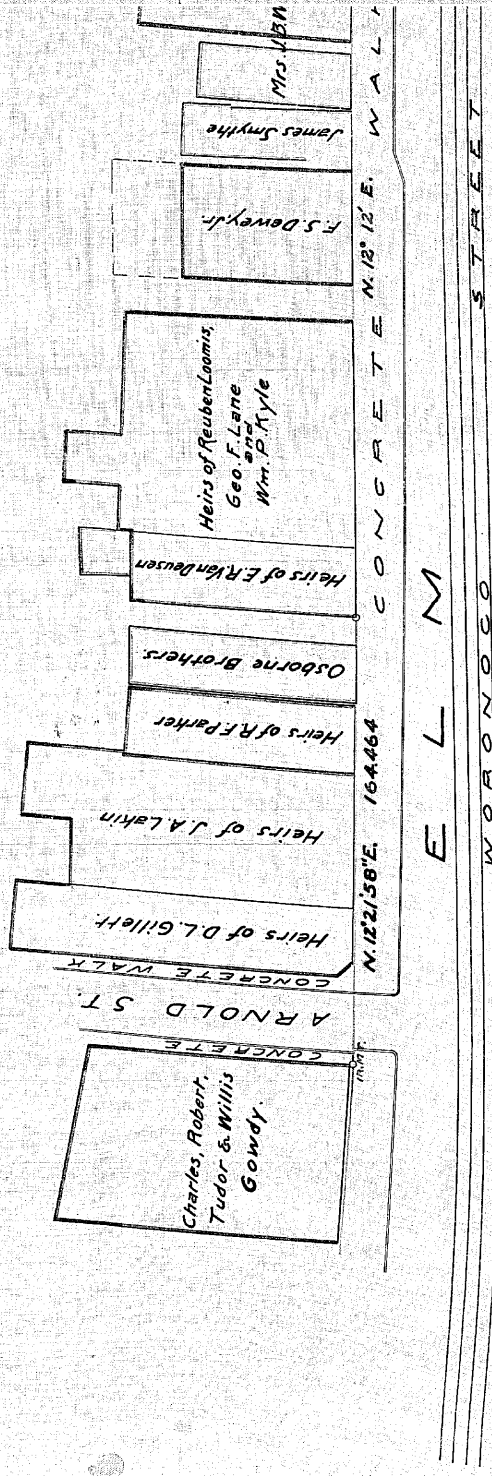 Mrs. J.B.W
James Smythe
F. S. Dewey Jr.
Heirs of Reuben Loomis,
Geo. F. Lane
and
Wm. P. Kyle
Heirs of E.R. Van Deusen
Osborne Brothers.
Heirs of R.F. Parker
Heirs of J.A. Lakin
Heirs of D.L. Gillett
CONCRETE WALK
ARNOLD ST.
CONCRETE
Charles, Robert,
Tudor & Willis
Gowdy.
N. 12° 21' 58" E. 164.464
N. 12° 12' E.
CONCRETE WALK
ELM STREET
WORONOCO